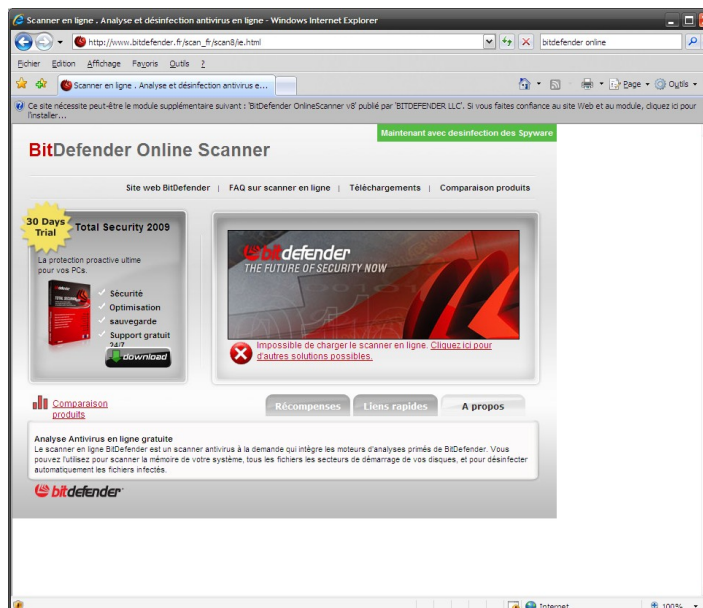 Scanner en ligne . Analyse et désinfection antivirus en ligne - Windows Internet Explorer
http://www.bitdefender.fr/scan_fr/scan8/ie.html
bitdefender online
Fichier Edition Affichage Favoris Outils ?
Scanner en ligne . Analyse et désinfection antivirus e...
Page Outils
Ce site nécessite peut-être le module supplémentaire suivant : 'BitDefender OnlineScanner v8' publié par 'BITDEFENDER LLC'. Si vous faites confiance au site Web et au module, cliquez ici pour
l'installer...
Maintenant avec desinfection des Spyware
BitDefender Online Scanner
Site web BitDefender | FAQ sur scanner en ligne | Téléchargements | Comparaison produits
30 Days
Trial
Total Security 2009
La protection proactive ultime
pour vos PCs.
Sécurité
Optimisation
sauvegarde
Support gratuit
24/7
download
bitdefender
THE FUTURE OF SECURITY NOW
Impossible de charger le scanner en ligne. Cliquez ici pour
d'autres solutions possibles.
Comparaison
produits
Récompenses
Liens rapides
A propos
Analyse Antivirus en ligne gratuite
Le scanner en ligne BitDefender est un scanner antivirus à la demande qui intègre les moteurs d'analyses primés de BitDefender. Vous
pouvez l'utilisez pour scanner la mémoire de votre système, tous les fichiers les secteurs de démarrage de vos disques, et pour désinfecter
automatiquement les fichiers infectés.
bitdefender
Internet
100%